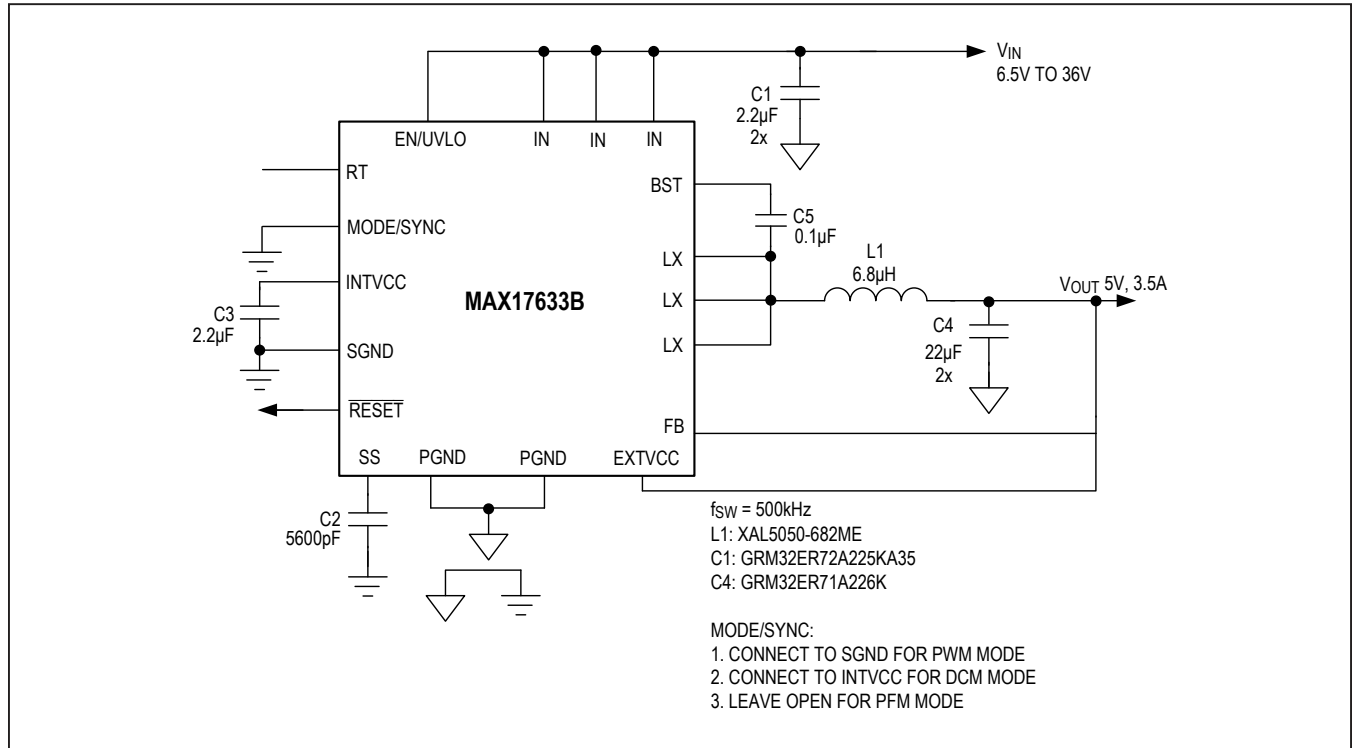 VIN
6.5V TO 36V
C1
2.2µF
2x
EN/UVLO
IN
IN
IN
RT
BST
MODE/SYNC
C5
0.1µF
LX
L1
6.8µH
INTVCC
MAX17633B
LX
VOUT 5V, 3.5A
C3
2.2µF
C4
22µF
2x
SGND
LX
RESET
FB
SS
PGND
PGND
EXTVCC
C2
5600pF
fSW = 500kHz
L1: XAL5050-682ME
C1: GRM32ER72A225KA35
C4: GRM32ER71A226K
MODE/SYNC:
1. CONNECT TO SGND FOR PWM MODE
2. CONNECT TO INTVCC FOR DCM MODE
3. LEAVE OPEN FOR PFM MODE